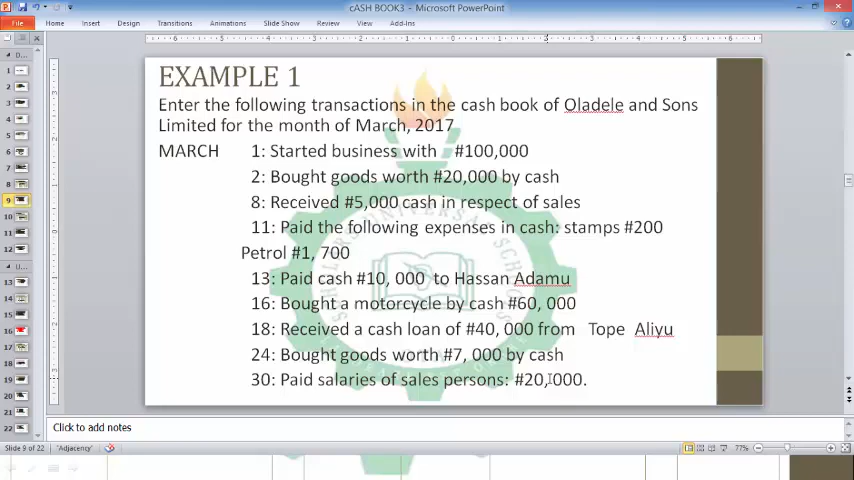 cASH BOOK3 - Microsoft PowerPoint
File Home Insert Design Transitions Animations Slide Show Review View Add-Ins
EXAMPLE 1
Enter the following transactions in the cash book of Oladele and Sons
Limited for the month of March, 2017
MARCH 1: Started business with #100,000
2: Bought goods worth #20,000 by cash
8: Received #5,000 cash in respect of sales
11: Paid the following expenses in cash: stamps #200
Petrol #1, 700
13: Paid cash #10, 000 to Hassan Adamu
16: Bought a motorcycle by cash #60, 000
18: Received a cash loan of #40, 000 from Tope Aliyu
24: Bought goods worth #7, 000 by cash
30: Paid salaries of sales persons: #20,000.
Click to add notes
Slide 9 of 22 "Adjacency" 77%